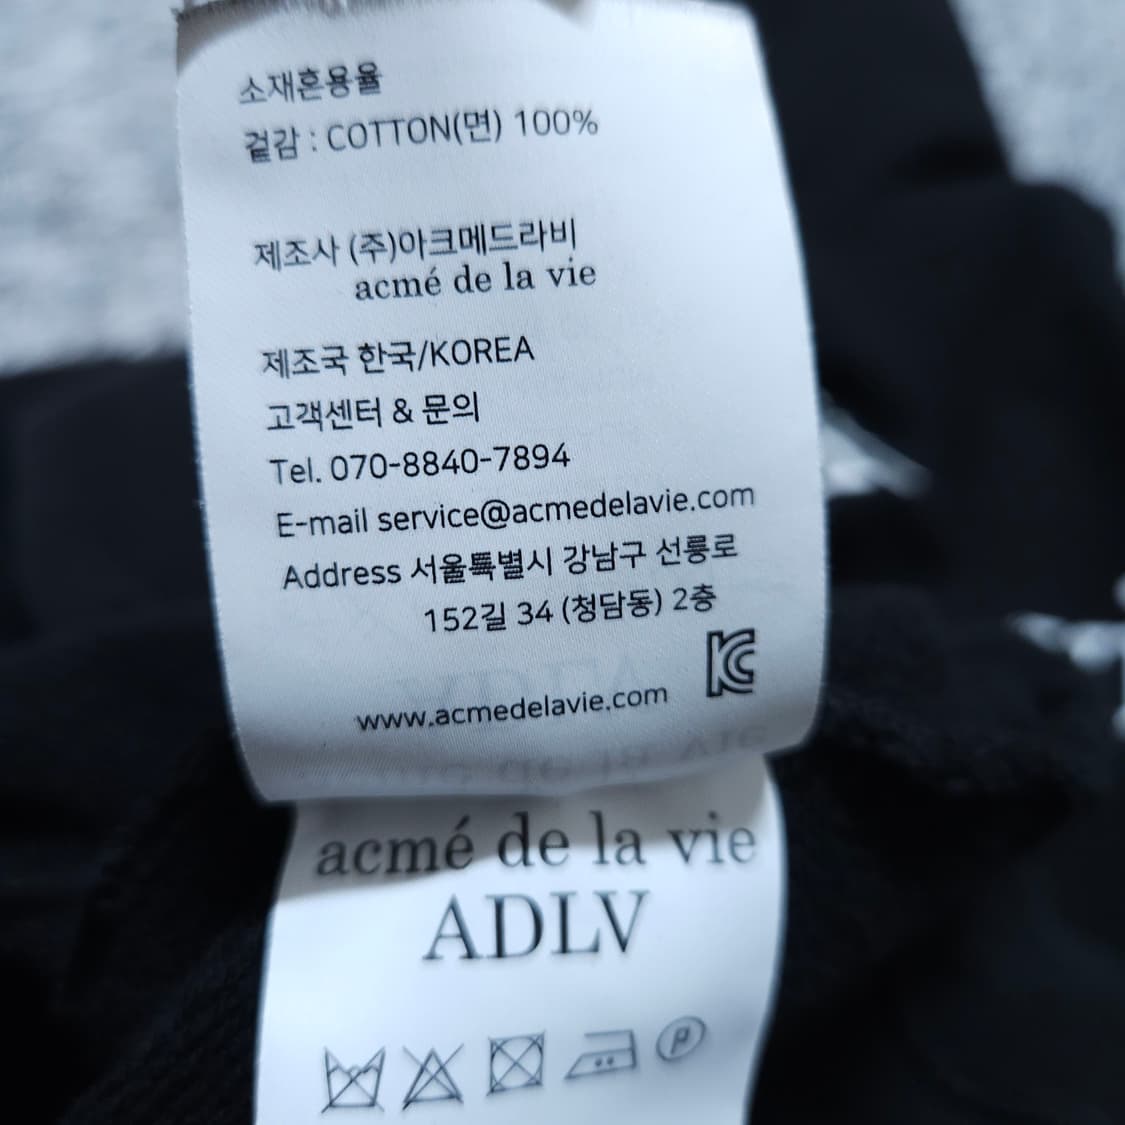 소재혼용율
겉감 : COTTON(면) 100%
제조사 (주)아크메드라비
acmé de la vie
제조국 한국/KOREA
고객센터 & 문의
Tel. 070-8840-7894
E-mail service@acmedelavie.com
Address 서울특별시 강남구 선릉로
152길 34 (청담동) 2층
www.acmedelavie.com
acmé de la vie
ADLV
P